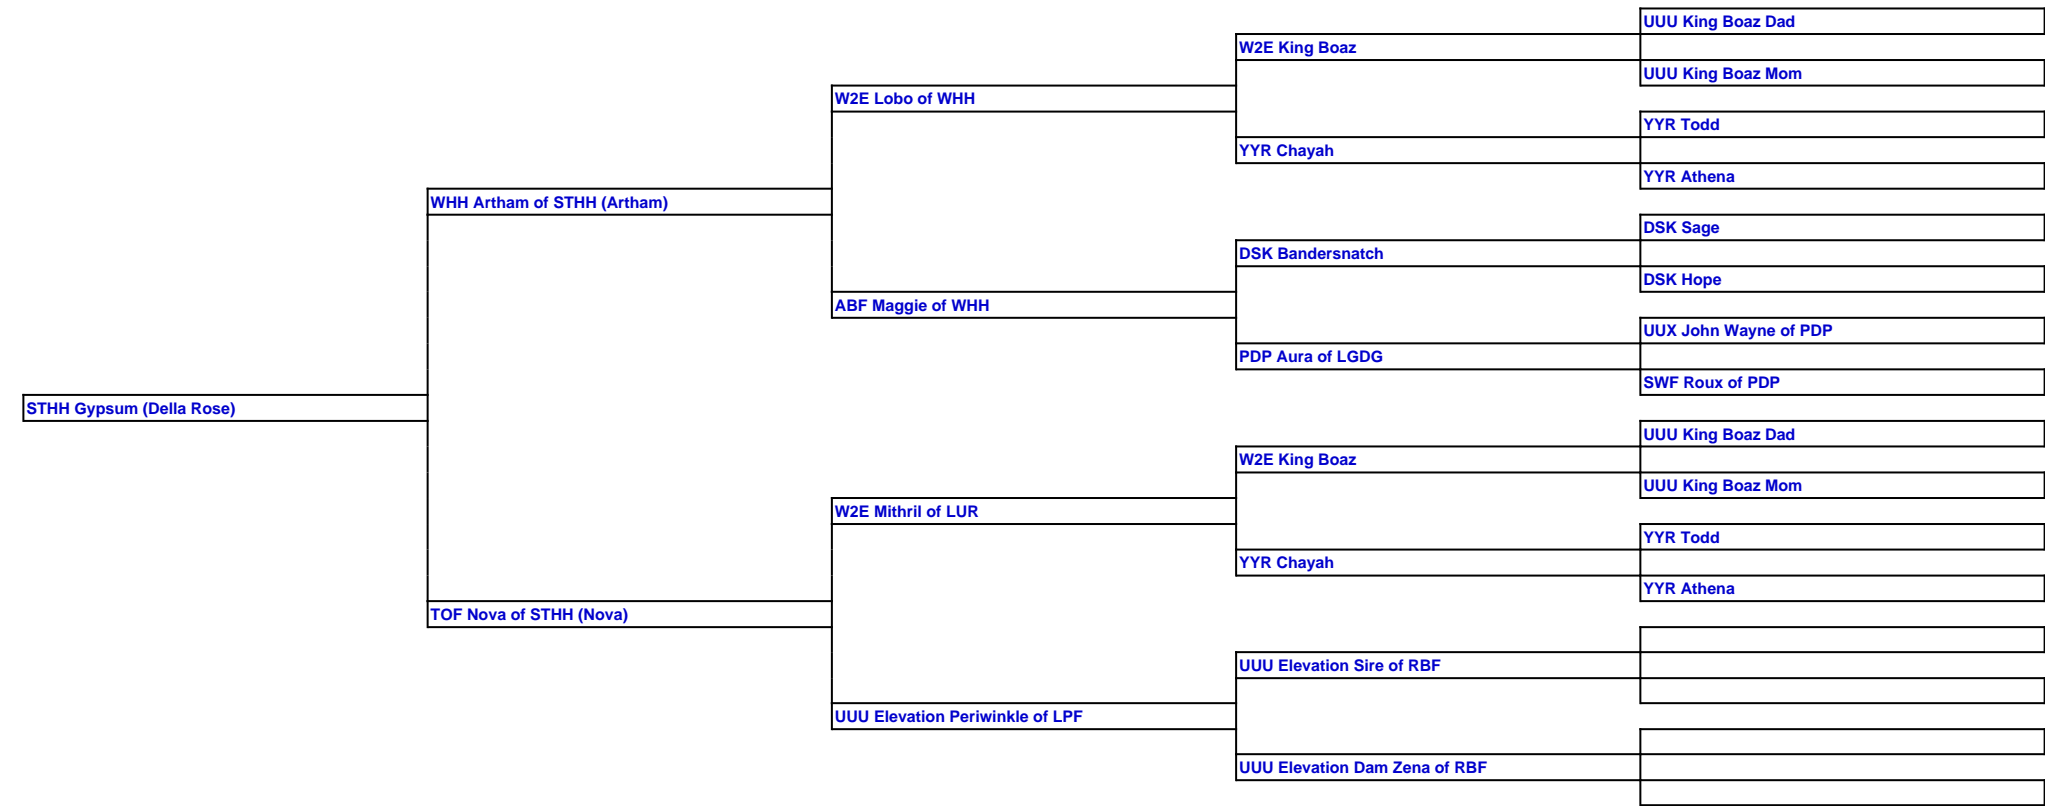 UUU King Boaz Dad
W2E King Boaz
UUU King Boaz Mom
W2E Lobo of WHH
YYR Todd
YYR Chayah
YYR Athena
WHH Artham of STHH (Artham)
DSK Sage
DSK Bandersnatch
DSK Hope
ABF Maggie of WHH
UUX John Wayne of PDP
PDP Aura of LGDG
SWF Roux of PDP
STHH Gypsum (Della Rose)
UUU King Boaz Dad
W2E King Boaz
UUU King Boaz Mom
W2E Mithril of LUR
YYR Todd
YYR Chayah
YYR Athena
TOF Nova of STHH (Nova)
UUU Elevation Sire of RBF
UUU Elevation Periwinkle of LPF
UUU Elevation Dam Zena of RBF